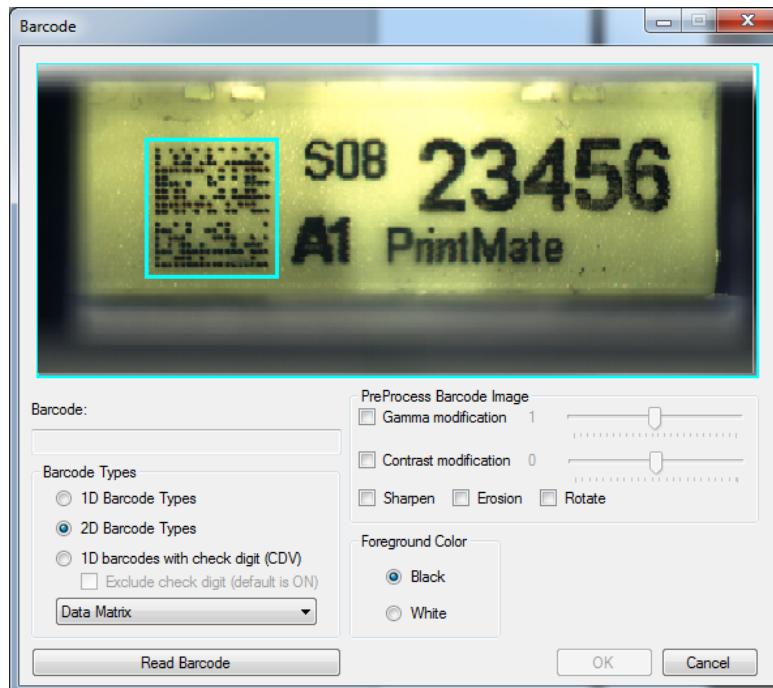 Barcode
S08 23456
A1 PrintMate
Barcode:
Barcode Types
1D Barcode Types
2D Barcode Types
1D barcodes with check digit (CDV)
Exclude check digit (default is ON)
Data Matrix
Read Barcode
PreProcess Barcode Image
Gamma modification 1
Contrast modification 0
Sharpen Erosion Rotate
Foreground Color
Black
White
OK Cancel